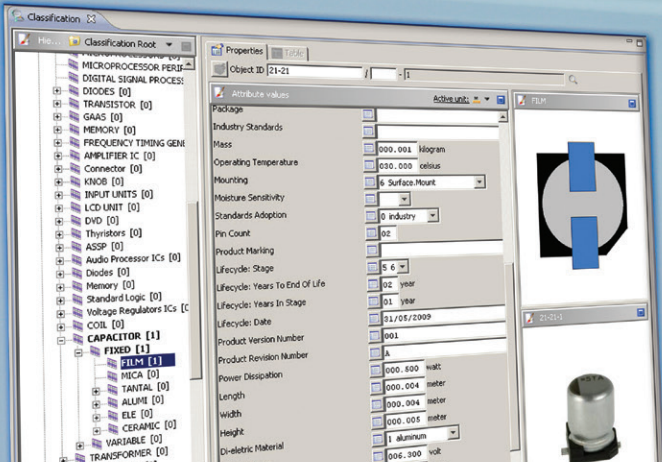 Classification
Hie...
Classification Root
MICROPROCESSOR PERIF
DIGITAL SIGNAL PROCESS
DIODES [0]
TRANSISTOR [0]
GAAS [0]
MEMORY [0]
FREQUENCY TIMING GENE
AMPLIFIER IC [0]
Connector [0]
KNOB [0]
INPUT UNITS [0]
LCD UNIT [0]
DVD [0]
Thyristors [0]
ASSP [0]
Audio Processor ICs [0]
Diodes [0]
Memory [0]
Standard Logic [0]
Voltage Regulators ICs [0
COIL [0]
CAPACITOR [1]
FIXED [1]
FILM [1]
MICA [0]
TANTAL [0]
ALUMI [0]
ELE [0]
CERAMIC [0]
VARIABLE [0]
TRANSFORMER [0]
Properties
Table
Object ID 21-21 / - 1
Attribute values
Active unit:
Package
Industry Standards
Mass 000.001 kilogram
Operating Temperature 030.000 celsius
Mounting 6 Surface.Mount
Moisture Sensitivity
Standards Adoption 0 industry
Pin Count 02
Product Marking
Lifecycle: Stage 5 6
Lifecycle: Years To End Of Life 02 year
Lifecycle: Years In Stage 01 year
Lifecycle: Date 31/05/2009
Product Version Number 001
Product Revision Number A
Power Dissipation 000.800 watt
Length 000.004 meter
Width 000.004 meter
Height 000.005 meter
Di-eletric Material 1 aluminum
006.300 volt
FILM
21-21-1